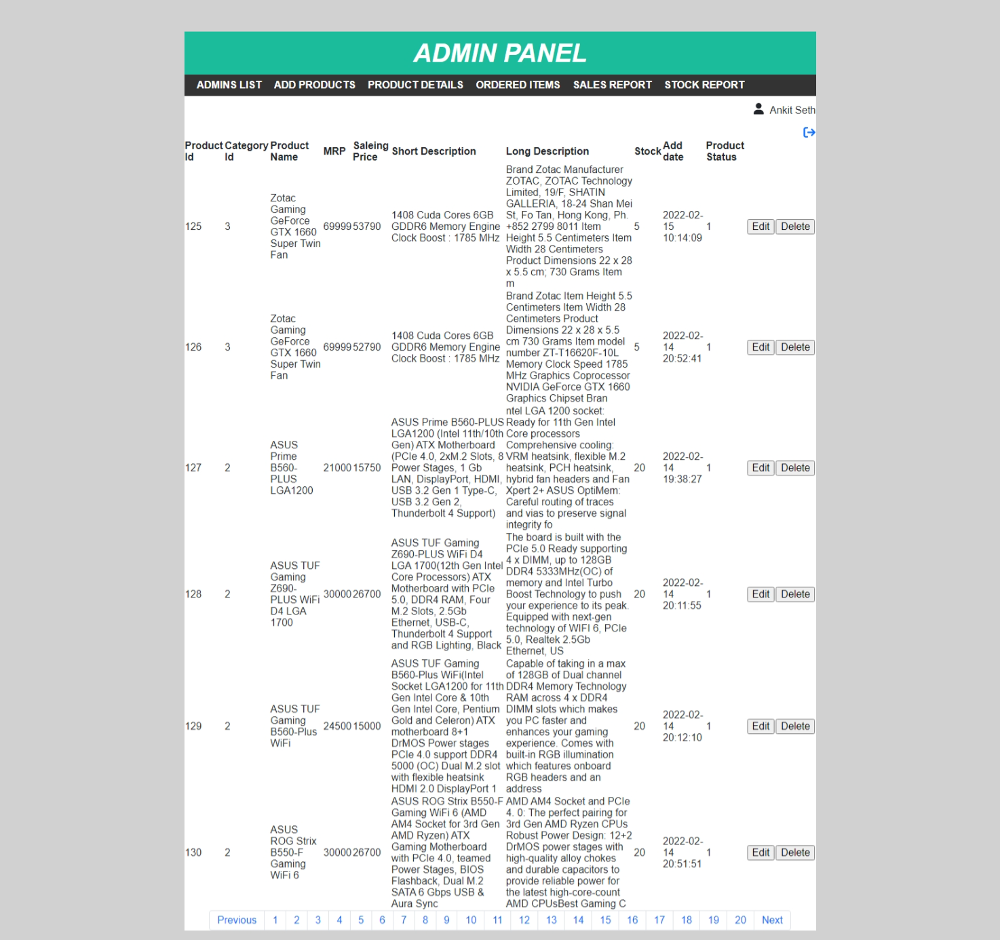 ADMIN PANEL
ADMINS LIST ADD PRODUCTS PRODUCT DETAILS ORDERED ITEMS SALES REPORT STOCK REPORT
Ankit Seth
Product Id Category Id Product Name MRP Saleing Price Short Description Long Description Stock Add date Product Status
125
3
Zotac
Gaming
GeForce
GTX 1660
Super Twin
Fan
69999
53790
1408 Cuda Cores 6GB
GDDR6 Memory Engine
Clock Boost : 1785 MHz
Brand Zotac Manufacturer
ZOTAC, ZOTAC Technology
Limited, 19/F, SHATIN
GALLERIA, 18-24 Shan Mei
St, Fo Tan, Hong Kong, Ph.
+852 2799 8011 Item
Height 5.5 Centimeters Item
Width 28 Centimeters
Product Dimensions 22 x 28
x 5.5 cm; 730 Grams Item
m
5
2022-02-
15
10:14:09
1
Edit Delete
126
3
Zotac
Gaming
GeForce
GTX 1660
Super Twin
Fan
69999
52790
1408 Cuda Cores 6GB
GDDR6 Memory Engine
Clock Boost : 1785 MHz
Brand Zotac Item Height 5.5
Centimeters Item Width 28
Centimeters Product
Dimensions 22 x 28 x 5.5
cm 730 Grams Item model
number ZT-T16620F-10L
Memory Clock Speed 1785
MHz Graphics Coprocessor
NVIDIA GeForce GTX 1660
Graphics Chipset Bran
5
2022-02-
14
20:52:41
1
Edit Delete
127
2
ASUS
Prime
B560-
PLUS
LGA1200
21000
15750
ASUS Prime B560-PLUS
LGA1200 (Intel 11th/10th
Gen) ATX Motherboard
(PCIe 4.0, 2xM.2 Slots, 8
Power Stages, 1 Gb
LAN, DisplayPort, HDMI,
USB 3.2 Gen 1 Type-C,
USB 3.2 Gen 2,
Thunderbolt 4 Support)
ntel LGA 1200 socket:
Ready for 11th Gen Intel
Core processors
Comprehensive cooling:
VRM heatsink, flexible M.2
heatsink, PCH heatsink,
hybrid fan headers and Fan
Xpert 2+ ASUS OptiMem:
Careful routing of traces
and vias to preserve signal
integrity fo
20
2022-02-
14
19:38:27
1
Edit Delete
128
2
ASUS TUF
Gaming
Z690-
PLUS WiFi
D4 LGA
1700
30000
26700
ASUS TUF Gaming
Z690-PLUS WiFi D4
LGA 1700(12th Gen Intel
Core Processors) ATX
Motherboard with PCIe
5.0, DDR4 RAM, Four
M.2 Slots, 2.5Gb
Ethernet, USB-C,
Thunderbolt 4 Support
and RGB Lighting, Black
The board is built with the
PCIe 5.0 Ready supporting
4 x DIMM, up to 128GB
DDR4 5333MHz(OC) of
memory and Intel Turbo
Boost Technology to push
your experience to its peak.
Equipped with next-gen
technology of WIFI 6, PCIe
5.0, Realtek 2.5Gb
Ethernet, US
20
2022-02-
14
20:11:55
1
Edit Delete
129
2
ASUS TUF
Gaming
B560-Plus
WiFi
24500
15000
ASUS TUF Gaming
B560-Plus WiFi(Intel
Socket LGA1200 for 11th
Gen Intel Core & 10th
Gen Intel Core, Pentium
Gold and Celeron) ATX
motherboard 8+1
DrMOS Power stages
PCIe 4.0 support DDR4
5000 (OC) Dual M.2 slot
with flexible heatsink
HDMI 2.0 DisplayPort 1
Capable of taking in a max
of 128GB of Dual channel
DDR4 Memory Technology
RAM across 4 x DDR4
DIMM slots which makes
you PC faster and
enhances your gaming
experience. Comes with
built-in RGB illumination
which features onboard
RGB headers and an
address
20
2022-02-
14
20:12:10
1
Edit Delete
130
2
ASUS
ROG Strix
B550-F
Gaming
WiFi 6
30000
26700
ASUS ROG Strix B550-F
Gaming WiFi 6 (AMD
AM4 Socket for 3rd Gen
AMD Ryzen) ATX
Gaming Motherboard
with PCIe 4.0, teamed
Power Stages, BIOS
Flashback, Dual M.2
SATA 6 Gbps USB &
Aura Sync
AMD AM4 Socket and PCIe
4. 0: The perfect pairing for
3rd Gen AMD Ryzen CPUs
Robust Power Design: 12+2
DrMOS power stages with
high-quality alloy chokes
and durable capacitors to
provide reliable power for
the latest high-core-count
AMD CPUsBest Gaming C
20
2022-02-
14
20:51:51
1
Edit Delete
Previous 1 2 3 4 5 6 7 8 9 10 11 12 13 14 15 16 17 18 19 20 Next